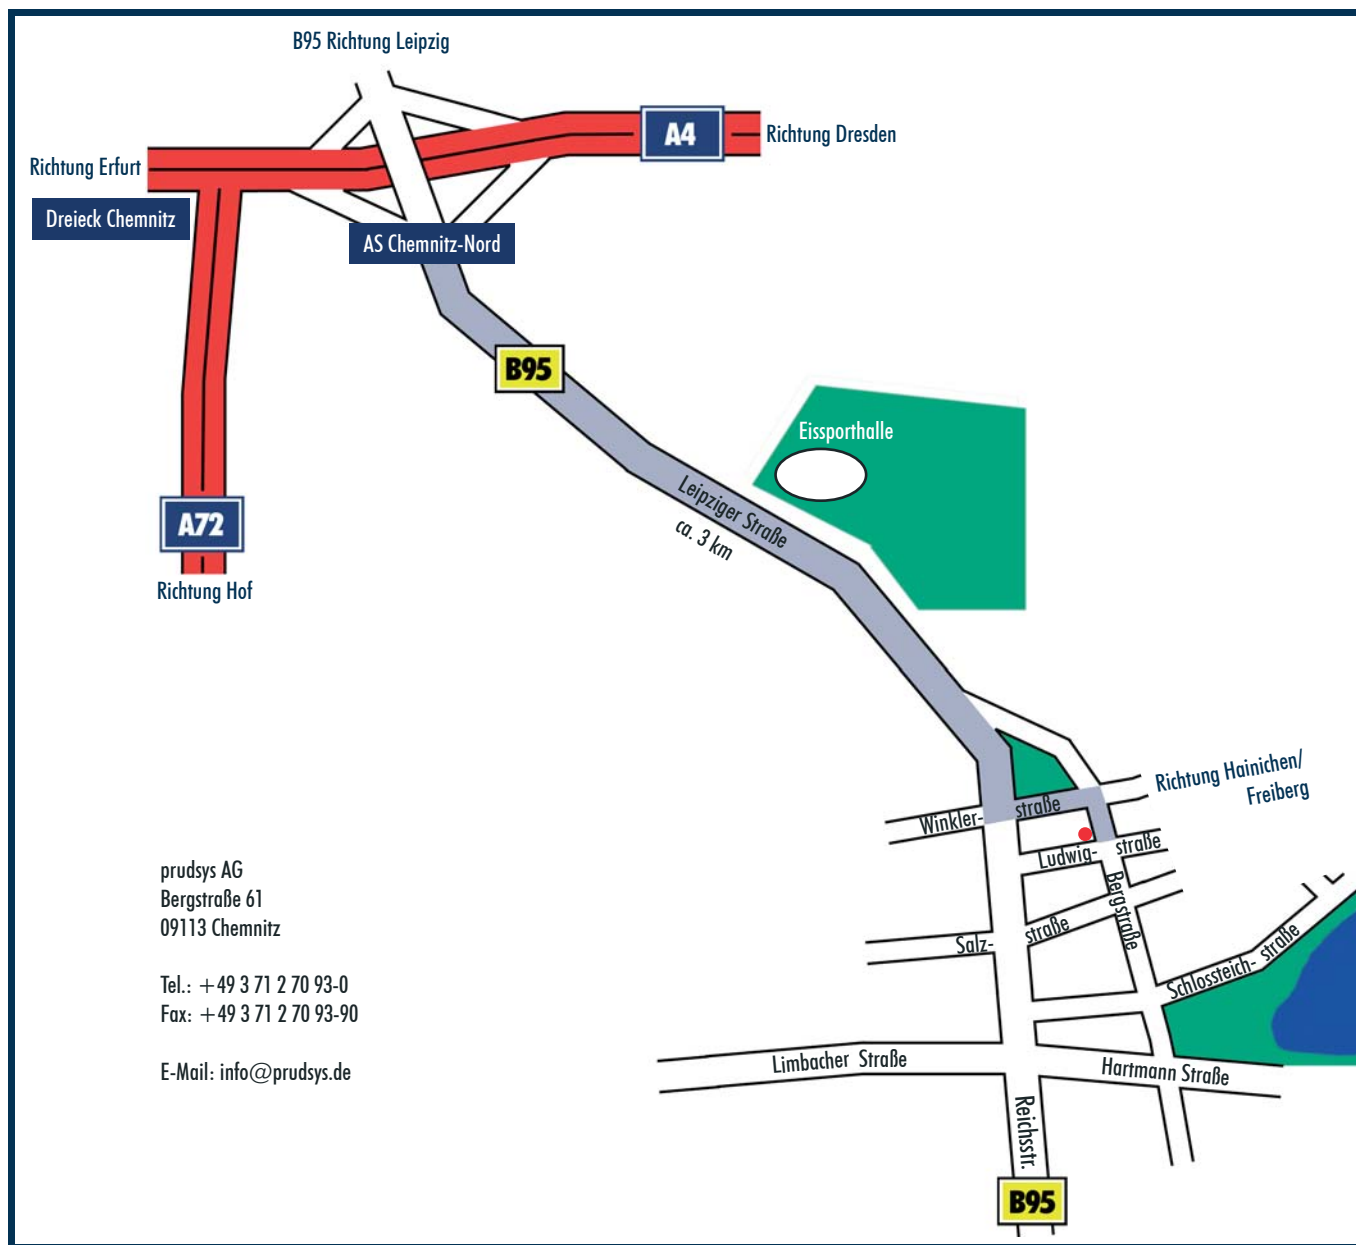 B95 Richtung Leipzig
A4
Richtung Dresden
Richtung Erfurt
Dreieck Chemnitz
AS Chemnitz-Nord
B95
Eissporthalle
Leipziger Straße
ca. 3 km
A72
Richtung Hof
Richtung Hainichen/
Freiberg
Winkler- straße
Ludwig- straße
Bergstraße
Salz- straße
Schlossteich- straße
Limbacher Straße
Hartmann Straße
Reichsstr.
B95
prudsys AG
Bergstraße 61
09113 Chemnitz
Tel.: +49 3 71 2 70 93-0
Fax: +49 3 71 2 70 93-90
E-Mail: info@prudsys.de